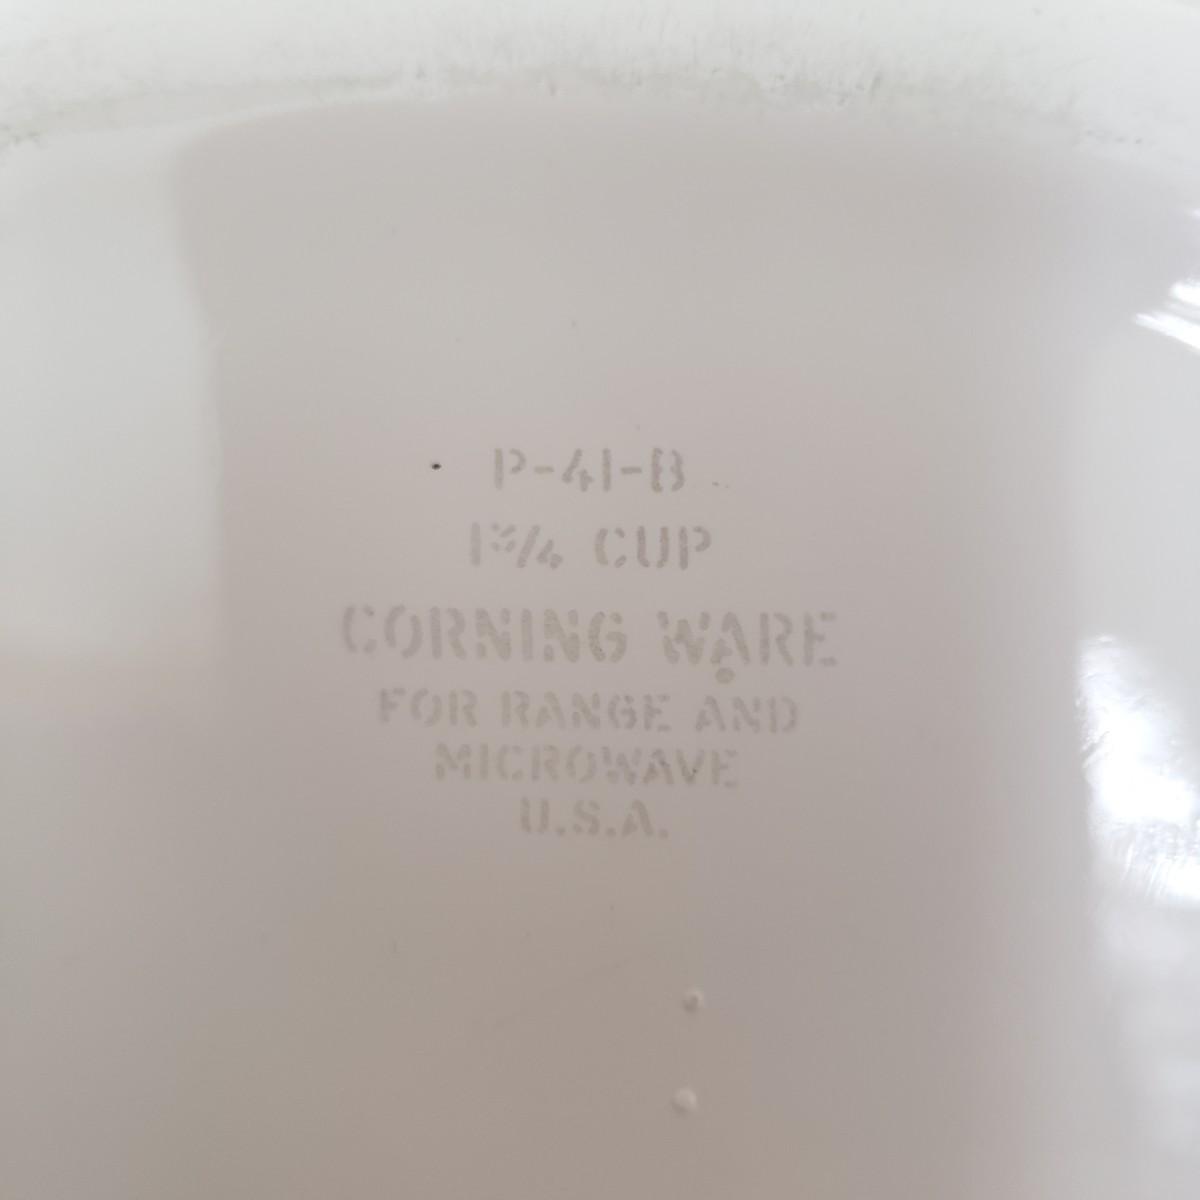 P-41-B
1¾ CUP
CORNING WARE
FOR RANGE AND
MICROWAVE
U.S.A.